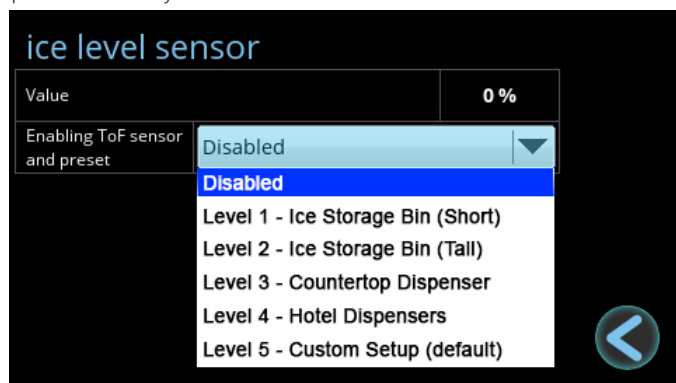 ice level sensor
Value 0 %
Enabling ToF sensor
and preset
Disabled
Disabled
Level 1 - Ice Storage Bin (Short)
Level 2 - Ice Storage Bin (Tall)
Level 3 - Countertop Dispenser
Level 4 - Hotel Dispensers
Level 5 - Custom Setup (default)